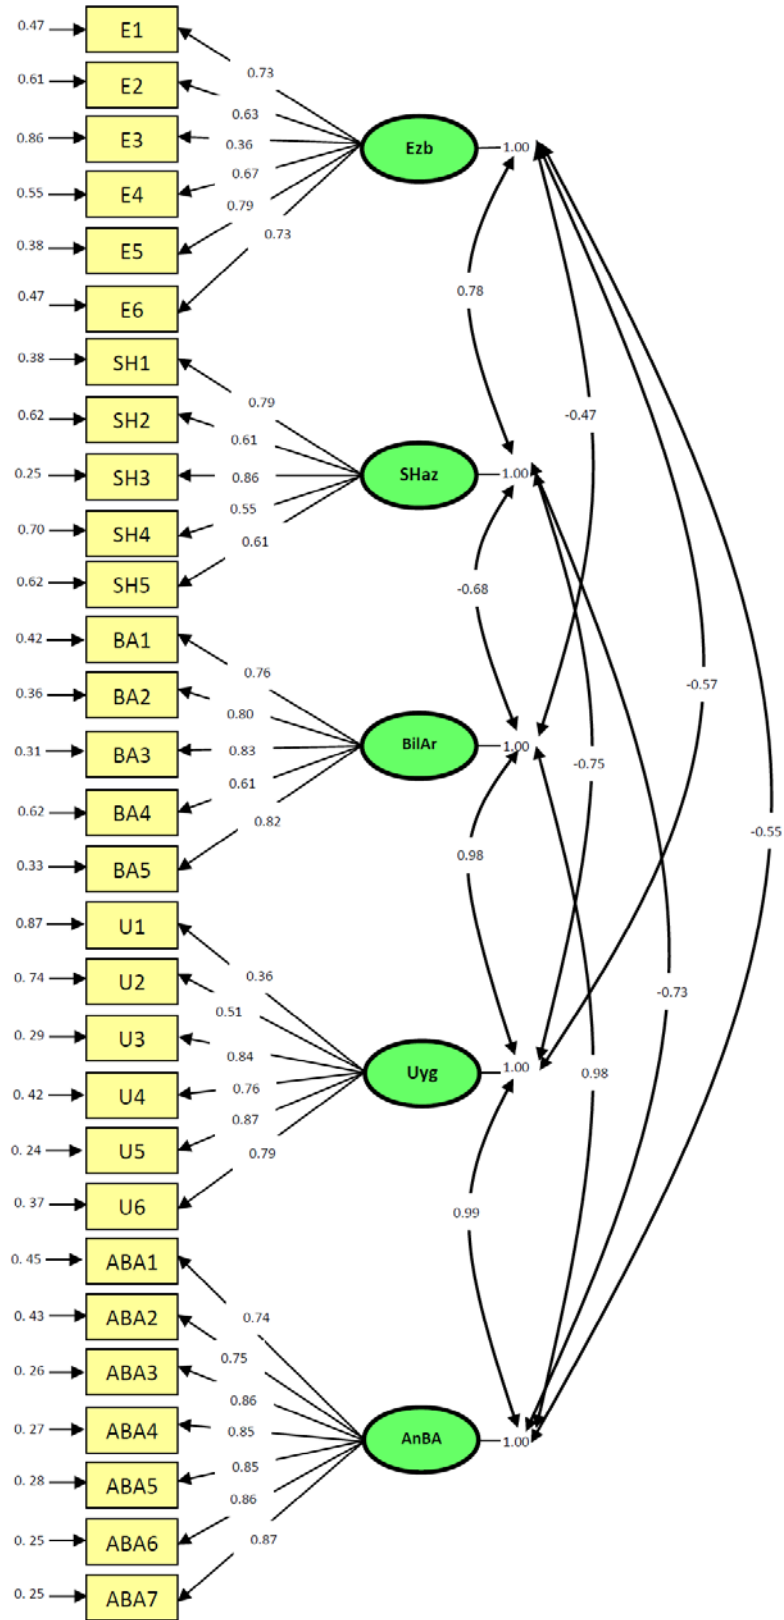 0.47 E1
0.73
0.61 E2
0.63
0.86 E3
0.36
Ezb 1.00
0.67
0.55 E4
0.79
0.38 E5
0.73
0.47 E6
0.78
0.38 SH1
0.79
-0.47
0.62 SH2
0.61
0.25 SH3
0.86
SHaz 1.00
0.55
0.70 SH4
0.61
0.62 SH5
-0.68
0.42 BA1
0.76
-0.57
0.36 BA2
0.80
0.31 BA3
0.83
BilAr 1.00
-0.75
0.61
0.62 BA4
0.82
-0.55
0.33 BA5
0.98
0.87 U1
0.36
0. 74 U2
0.51
-0.73
0. 29 U3
0.84
Uyg 1.00
0.98
0. 42 U4
0.76
0.87
0. 24 U5
0.79
0. 37 U6
0.99
0. 45 ABA1
0.74
0. 43 ABA2
0.75
0. 26 ABA3
0.86
0. 27 ABA4
0.85
AnBA 1.00
0.85
0. 28 ABA5
0.86
0. 25 ABA6
0.87
0. 25 ABA7